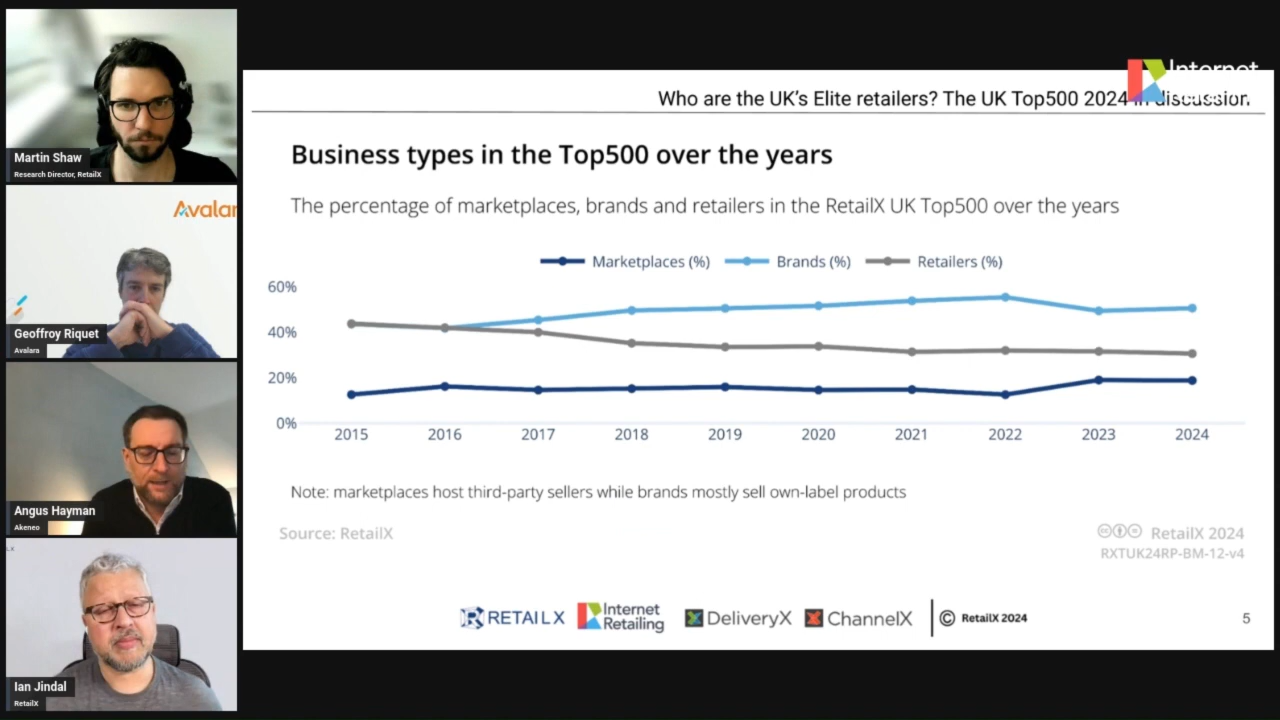 Martin Shaw
Research Director, RetailX
Avalar
Geoffroy Riquet
Avalara
Angus Hayman
Akeneo
LX
Ian Jindal
RetailX
Internet
Who are the UK's Elite retailers? The UK Top500 2024 in discussion
Business types in the Top500 over the years
The percentage of marketplaces, brands and retailers in the RetailX UK Top500 over the years
Marketplaces (%) Brands (%) Retailers (%)
60%
40%
20%
0%
2015 2016 2017 2018 2019 2020 2021 2022 2023 2024
Note: marketplaces host third-party sellers while brands mostly sell own-label products
Source: RetailX
RetailX 2024
RXTUK24RP-BM-12-v4
RETAILX Internet Retailing DeliveryX ChannelX © RetailX 2024
5